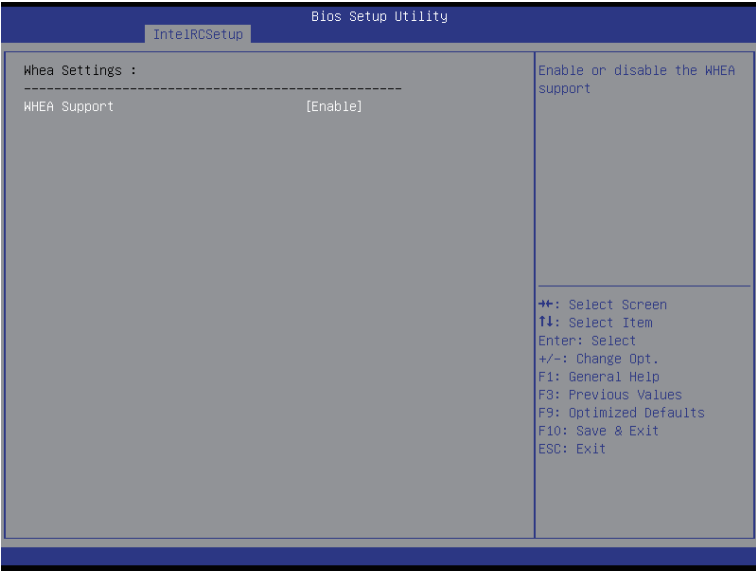 Bios Setup Utility
IntelRCSetup
Whea Settings :
--------------------------------------------------
WHEA Support [Enable]
Enable or disable the WHEA
support
→←: Select Screen
↑↓: Select Item
Enter: Select
+/-: Change Opt.
F1: General Help
F3: Previous Values
F9: Optimized Defaults
F10: Save & Exit
ESC: Exit